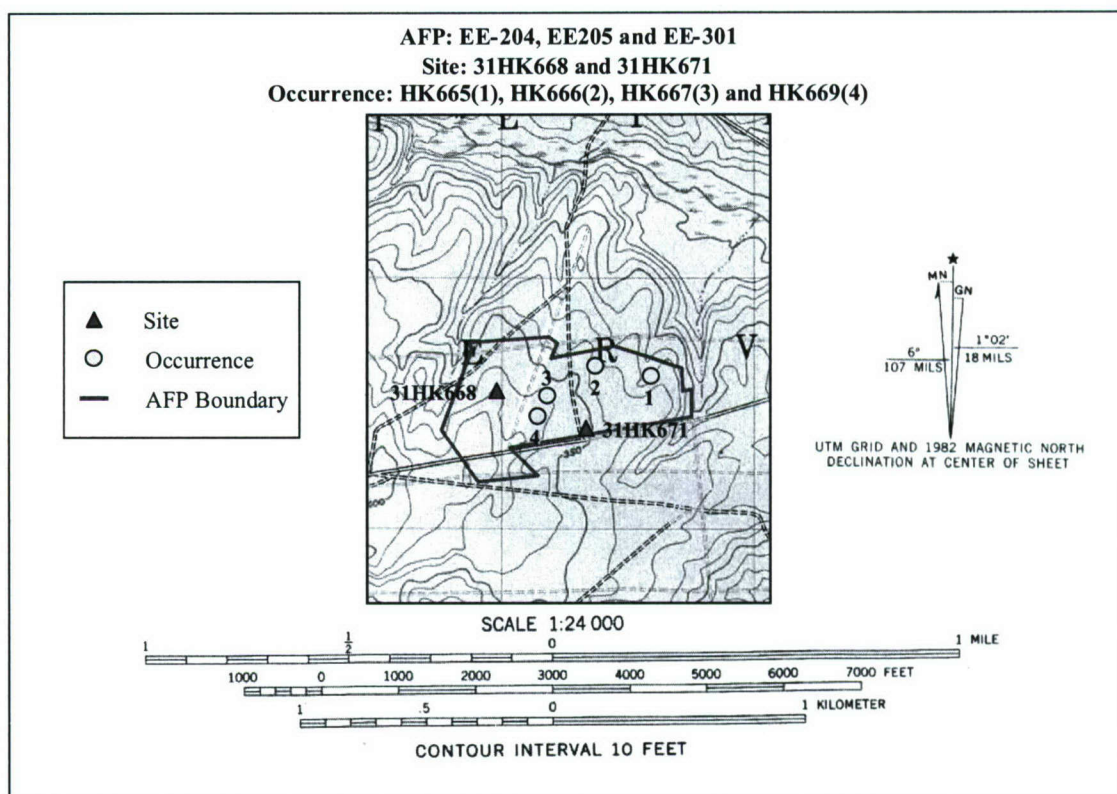 AFP: EE-204, EE205 and EE-301
Site: 31HK668 and 31HK671
Occurrence: HK665(1), HK666(2), HK667(3) and HK669(4)
E I
E R V
Site
Occurrence
AFP Boundary
31HK668
3
2
1
4
31HK671
350
MN
GN
6°
107 MILS
1°02'
18 MILS
UTM GRID AND 1982 MAGNETIC NORTH
DECLINATION AT CENTER OF SHEET
SCALE 1:24 000
1 1/2 0 1 MILE
1000 0 1000 2000 3000 4000 5000 6000 7000 FEET
1 .5 0 1 KILOMETER
CONTOUR INTERVAL 10 FEET